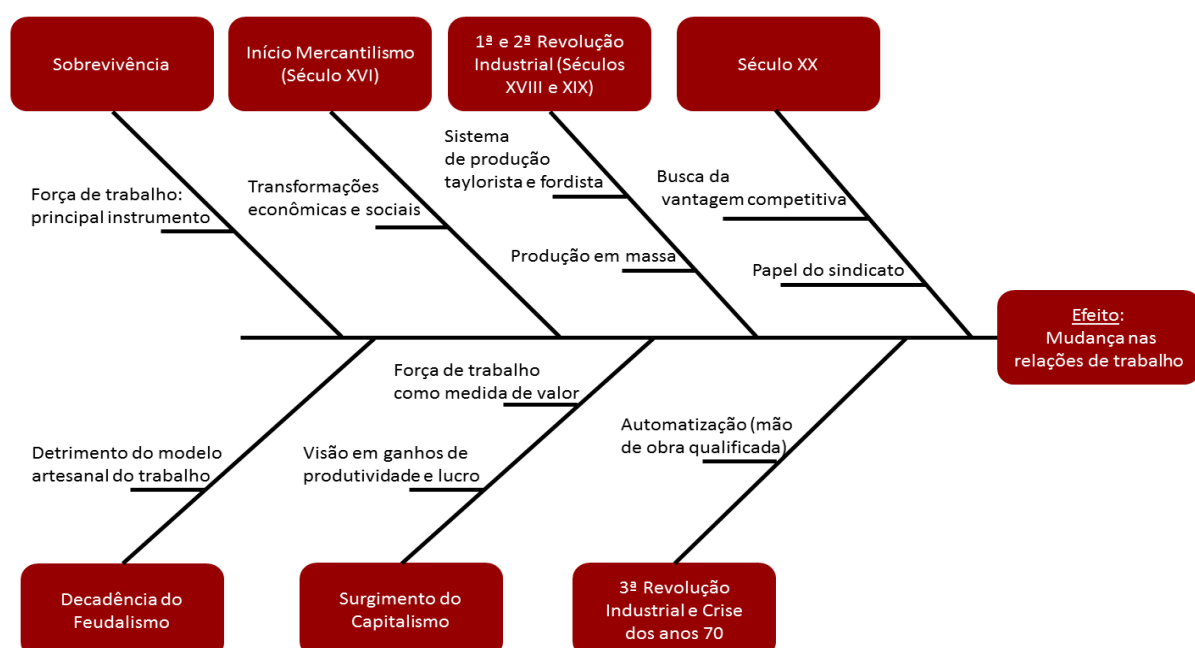 Sobrevivência
Início Mercantilismo
(Século XVI)
1ª e 2ª Revolução
Industrial (Séculos
XVIII e XIX)
Século XX
Força de trabalho:
principal instrumento
Transformações
econômicas e sociais
Sistema
de produção
taylorista e fordista
Produção em massa
Busca da
vantagem competitiva
Papel do sindicato
Efeito:
Mudança nas
relações de trabalho
Detrimento do modelo
artesanal do trabalho
Força de trabalho
como medida de valor
Visão em ganhos de
produtividade e lucro
Automatização (mão
de obra qualificada)
Decadência do
Feudalismo
Surgimento do
Capitalismo
3ª Revolução
Industrial e Crise
dos anos 70